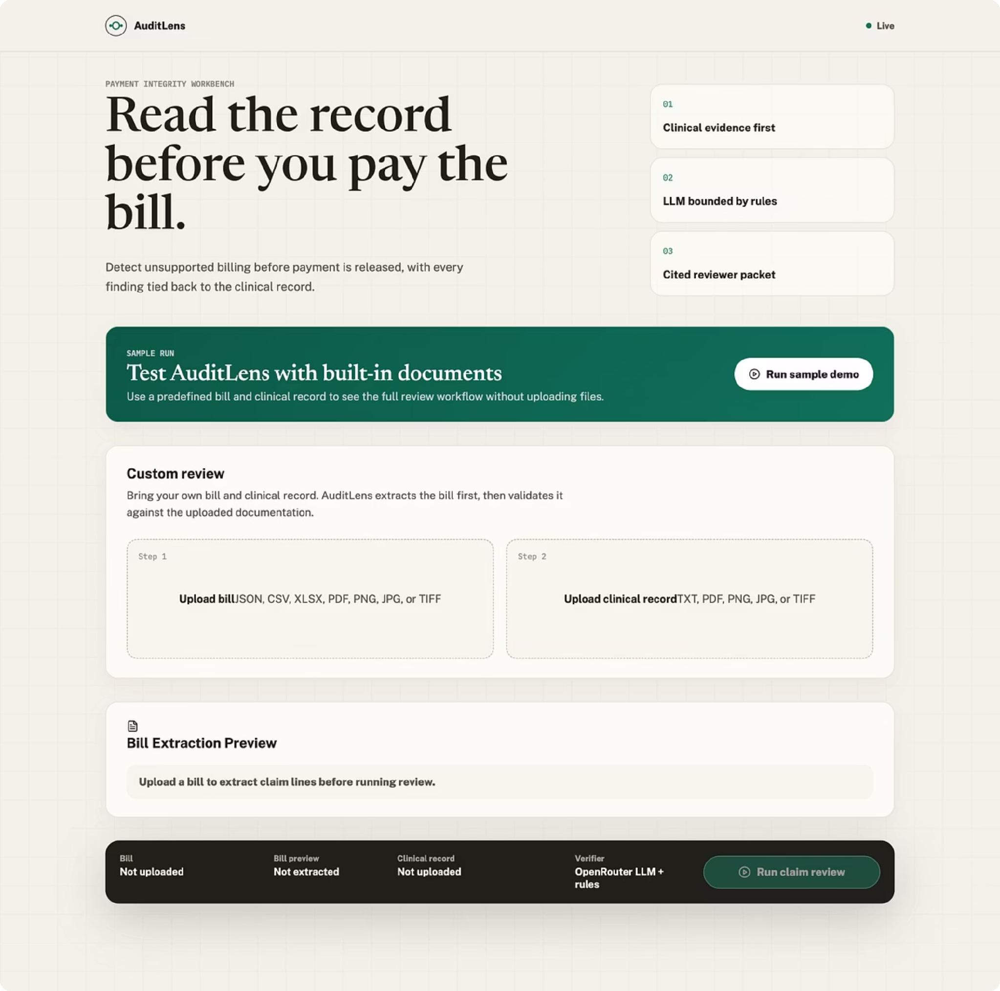 AuditLens
Live
PAYMENT INTEGRITY WORKBENCH
Read the record
before you pay the
bill.
Detect unsupported billing before payment is released, with every
finding tied back to the clinical record.
01
Clinical evidence first
02
LLM bounded by rules
03
Cited reviewer packet
SAMPLE RUN
Test AuditLens with built-in documents
Use a predefined bill and clinical record to see the full review workflow without uploading files.
Run sample demo
Custom review
Bring your own bill and clinical record. AuditLens extracts the bill first, then validates it
against the uploaded documentation.
Step 1
Upload billJSON, CSV, XLSX, PDF, PNG, JPG, or TIFF
Step 2
Upload clinical recordTXT, PDF, PNG, JPG, or TIFF
Bill Extraction Preview
Upload a bill to extract claim lines before running review.
Bill
Not uploaded
Bill preview
Not extracted
Clinical record
Not uploaded
Verifier
OpenRouter LLM +
rules
Run claim review